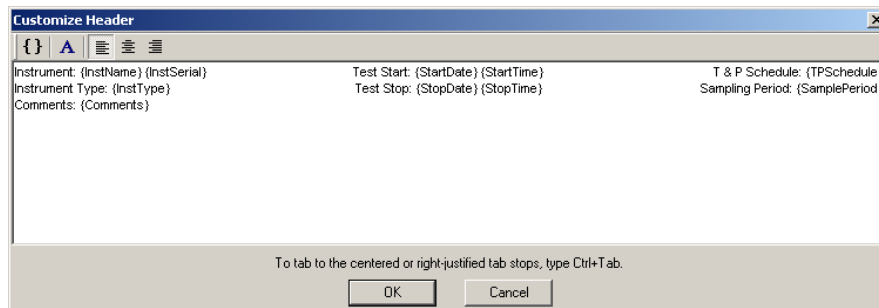 Customize Header
{} A
Instrument: {InstName} {InstSerial} Test Start: {StartDate} {StartTime} T & P Schedule: {TPSchedule
Instrument Type: {InstType} Test Stop: {StopDate} {StopTime} Sampling Period: {SamplePeriod
Comments: {Comments}
To tab to the centered or right-justified tab stops, type Ctrl+Tab.
OK Cancel